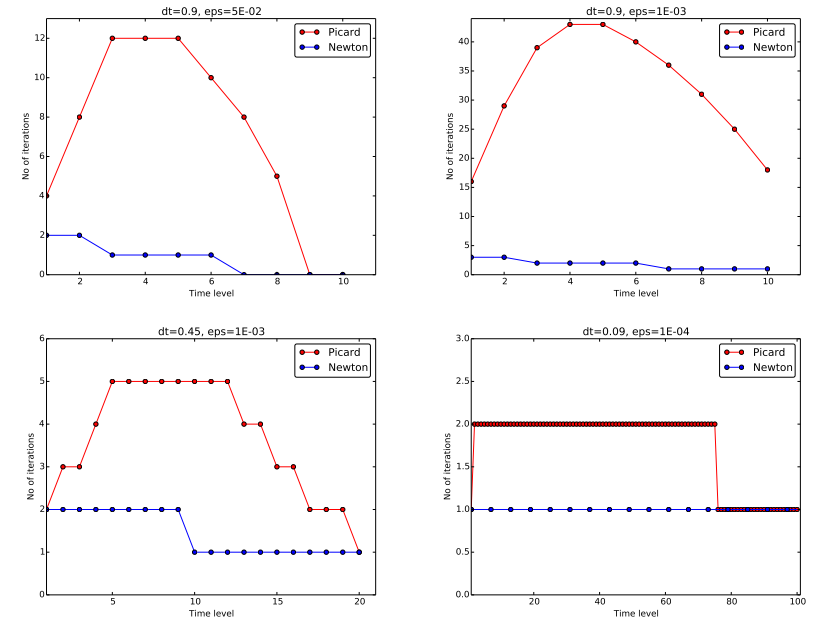 dt=0.9, eps=5E-02
Picard
Newton
No of iterations
12
10
8
6
4
2
0
2 4 6 8 10
Time level
dt=0.9, eps=1E-03
Picard
Newton
No of iterations
40
35
30
25
20
15
10
5
0
2 4 6 8 10
Time level
dt=0.45, eps=1E-03
Picard
Newton
No of iterations
6
5
4
3
2
1
0
5 10 15 20
Time level
dt=0.09, eps=1E-04
Picard
Newton
No of iterations
3.0
2.5
2.0
1.5
1.0
0.5
0.0
20 40 60 80 100
Time level